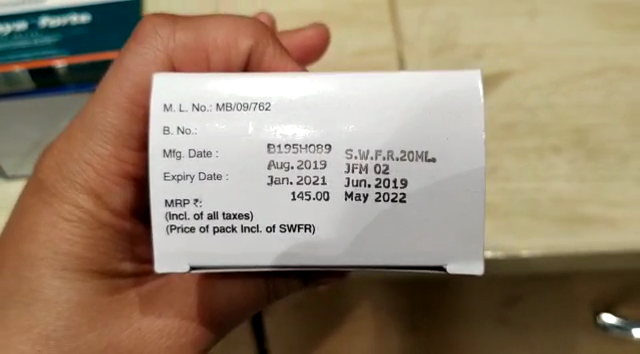 Forte
M. L. No.: MB/09/762
B. No.:
B195H089 S.W.F.R.20ML.
Mfg. Date :
Aug. 2019 JFM 02
Expiry Date :
Jan. 2021 Jun. 2019
MRP ₹: 145.00 May 2022
(Incl. of all taxes)
(Price of pack Incl. of SWFR)